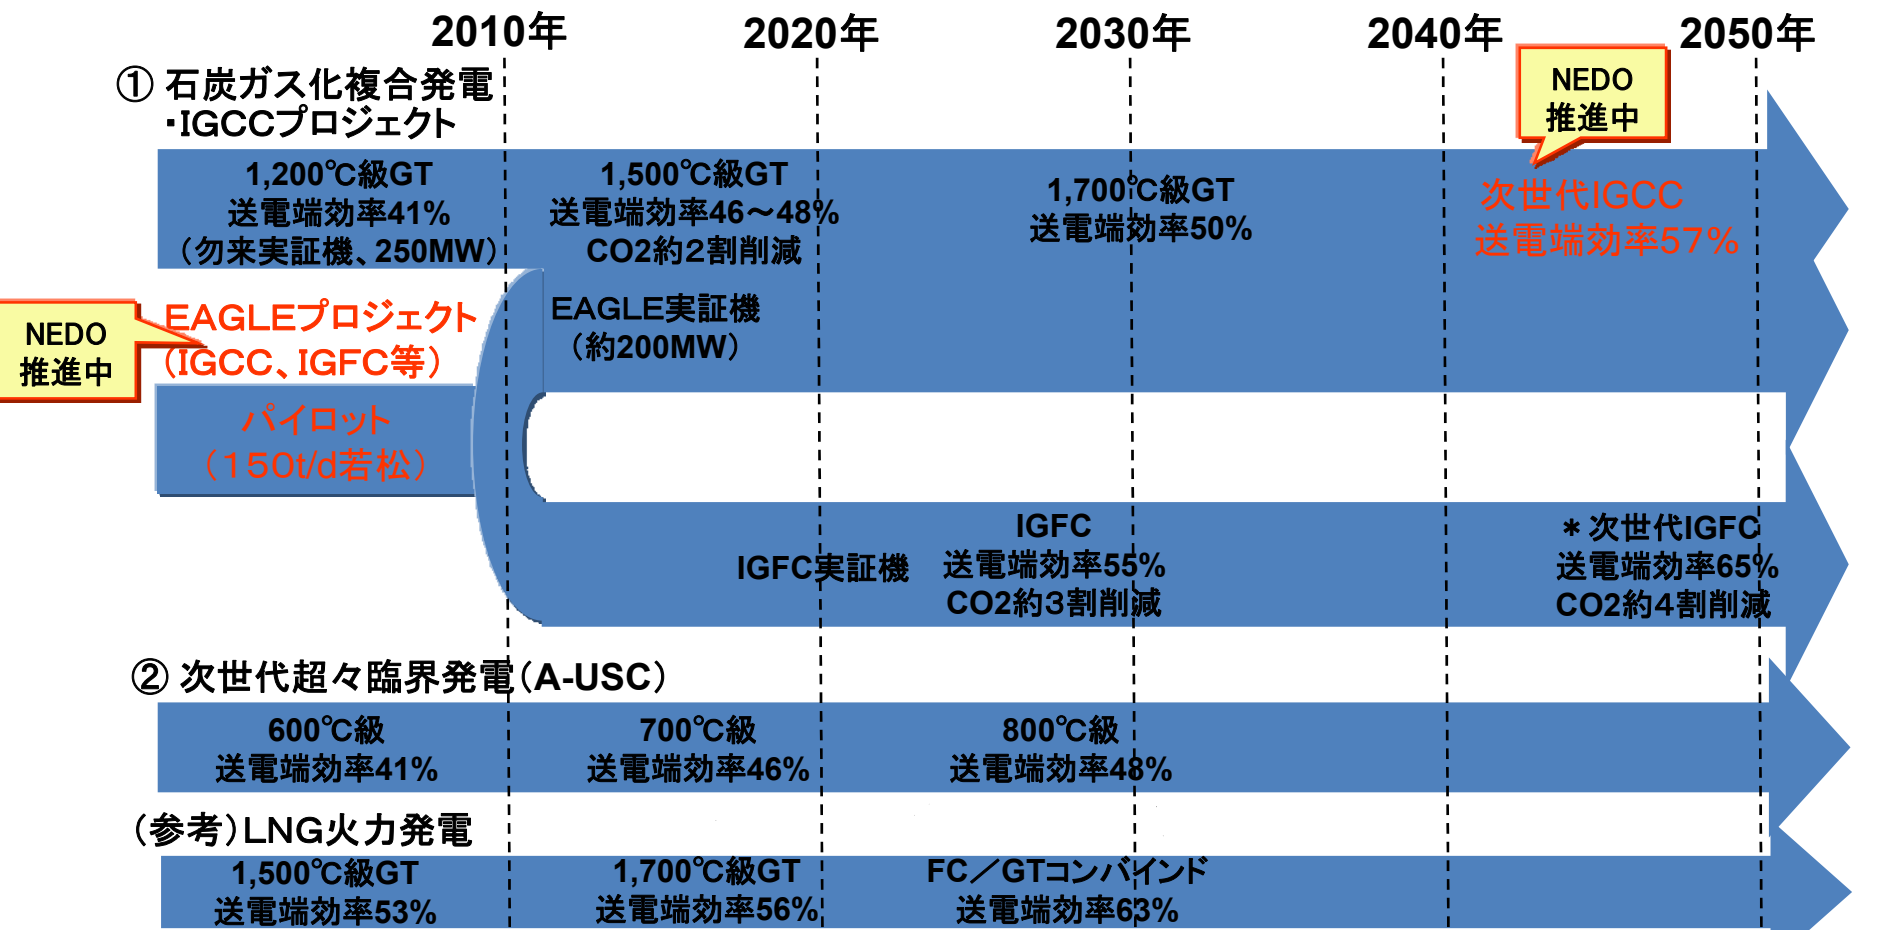 2010年
2020年
2030年
2040年
2050年
① 石炭ガス化複合発電
・IGCCプロジェクト
NEDO
推進中
1,200℃級GT
送電端効率41%
（勿来実証機、250MW）
1,500℃級GT
送電端効率46～48%
CO2約２割削減
1,700℃級GT
送電端効率50%
次世代IGCC
送電端効率57%
NEDO
推進中
EAGLEプロジェクト
（IGCC、IGFC等）
EAGLE実証機
（約200MW）
パイロット
（150t/d若松）
IGFC実証機
IGFC
送電端効率55%
CO2約３割削減
＊次世代IGFC
送電端効率65%
CO2約４割削減
② 次世代超々臨界発電（A-USC）
600℃級
送電端効率41%
700℃級
送電端効率46%
800℃級
送電端効率48%
（参考）LNG火力発電
1,500℃級GT
送電端効率53%
1,700℃級GT
送電端効率56%
FC／GTコンバインド
送電端効率63%